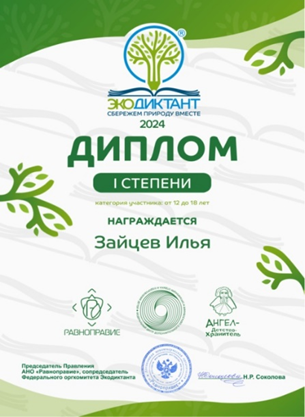 ЭКОДИКТАНТ
СБЕРЕЖЕМ ПРИРОДУ ВМЕСТЕ
2024
ДИПЛОМ
I СТЕПЕНИ
категория участника: от 12 до 18 лет
НАГРАЖДАЕТСЯ
Зайцев Илья
РАВНОПРАВИЕ
АНГЕЛ-
Детства-
Хранитель
Председатель Правления
АНО «Равноправие», сопредседатель
Федерального оргкомитета Экодиктанта
Н.Р. Соколова